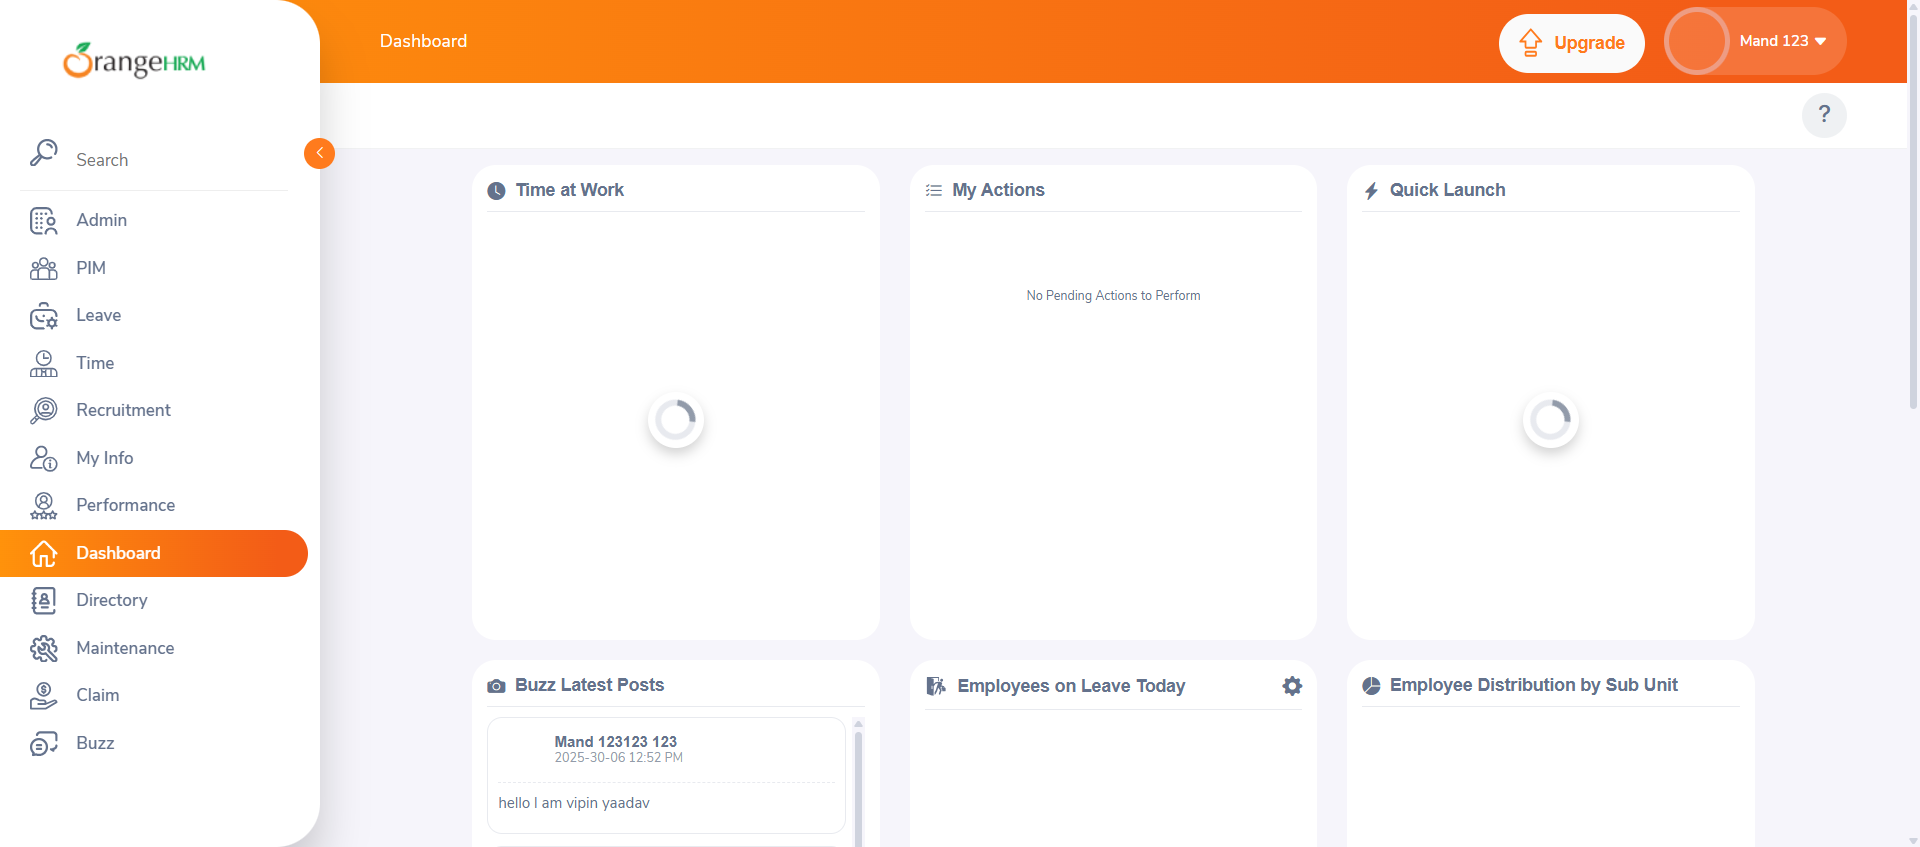 OrangeHRM
Search
Admin
PIM
Leave
Time
Recruitment
My Info
Performance
Dashboard
Directory
Maintenance
Claim
Buzz
Dashboard
Upgrade
Mand 123
?
Time at Work
My Actions
No Pending Actions to Perform
Quick Launch
Buzz Latest Posts
Mand 123123 123
2025-30-06 12:52 PM
hello I am vipin yaadav
Employees on Leave Today
Employee Distribution by Sub Unit